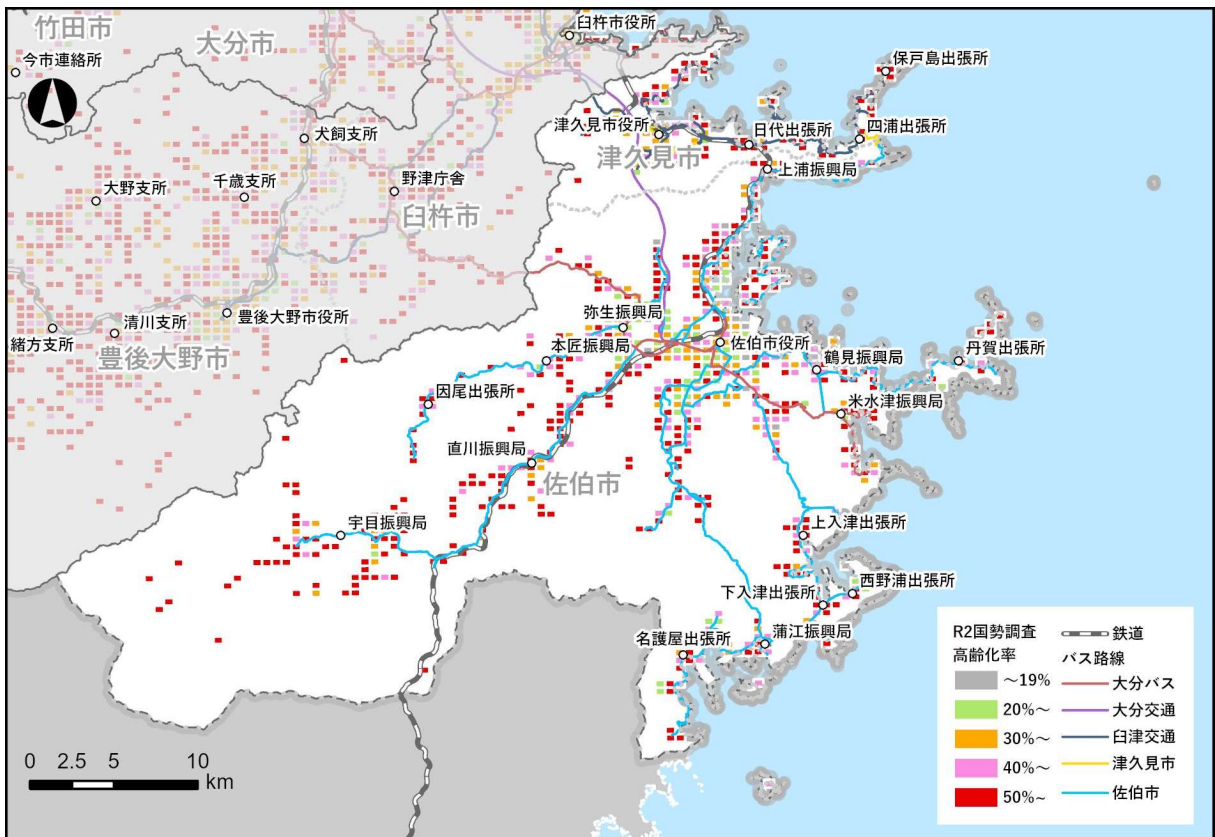 竹田市
大分市
臼杵市役所
今市連絡所
保戸島出張所
犬飼支所
津久見市役所
日代出張所
四浦出張所
津久見市
上浦振興局
大野支所
千歳支所
野津庁舎
臼杵市
弥生振興局
豊後大野市役所
清川支所
緒方支所
豊後大野市
本匠振興局
佐伯市役所
鶴見振興局
丹賀出張所
因尾出張所
米水津振興局
直川振興局
佐伯市
宇目振興局
上入津出張所
下入津出張所
西野浦出張所
名護屋出張所
蒲江振興局
R2国勢調査
高齢化率
～19%
20%～
30%～
40%～
50%~
鉄道
バス路線
大分バス
大分交通
臼津交通
津久見市
佐伯市
0 2.5 5 10
km